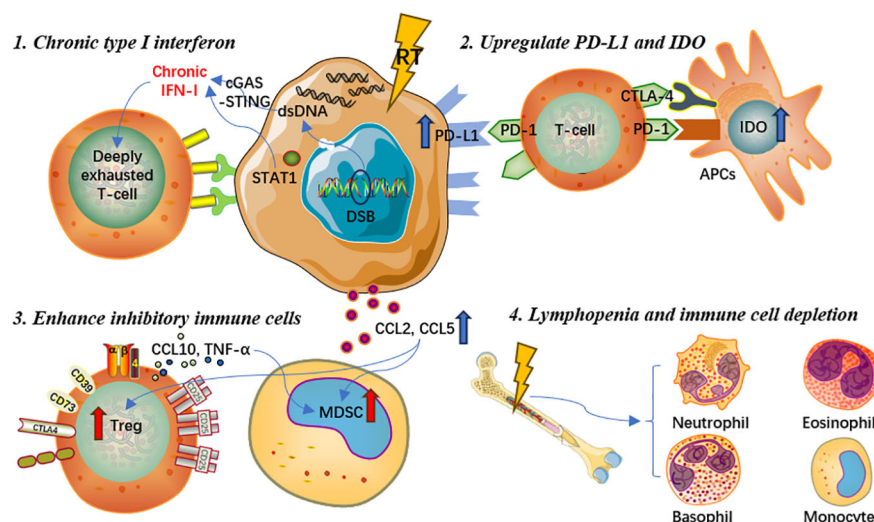 1. Chronic type I interferon
2. Upregulate PD-L1 and IDO
RT
Chronic
IFN-I
cGAS
-STING
dsDNA
STAT1
DSB
Deeply
exhausted
T-cell
PD-L1
PD-1
T-cell
CTLA-4
PD-1
IDO
APCs
3. Enhance inhibitory immune cells
4. Lymphopenia and immune cell depletion
CCL2, CCL5
CCL10, TNF-α
α
β
4
CD39
CD73
CTLA4
CD25
CD25
CD25
Treg
MDSC
Neutrophil
Eosinophil
Basophil
Monocyte